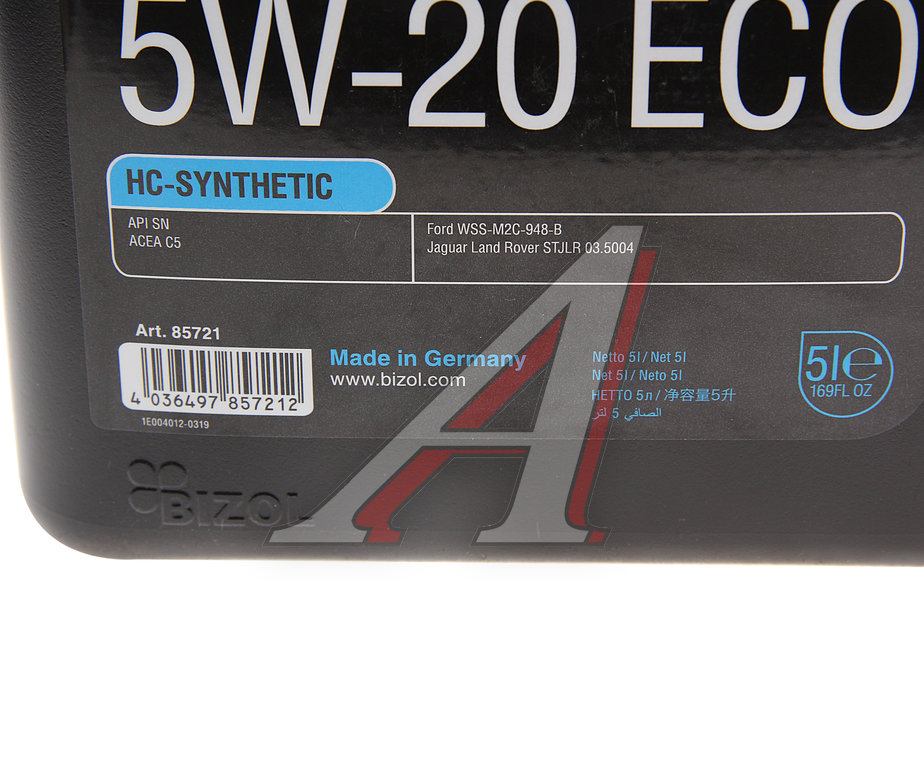 5W-20 ECO
HC-SYNTHETIC
API SN
ACEA C5
Ford WSS-M2C-948-B
Jaguar Land Rover STJLR 03.5004
Art. 85721
4 036497 857212
1E004012-0319
Made in Germany
www.bizol.com
Netto 5l / Net 5l
Net 5l / Neto 5l
НЕТТО 5л / 净容量5升
الصافي 5 لتر
5l℮
169FL OZ
BIZOL
A